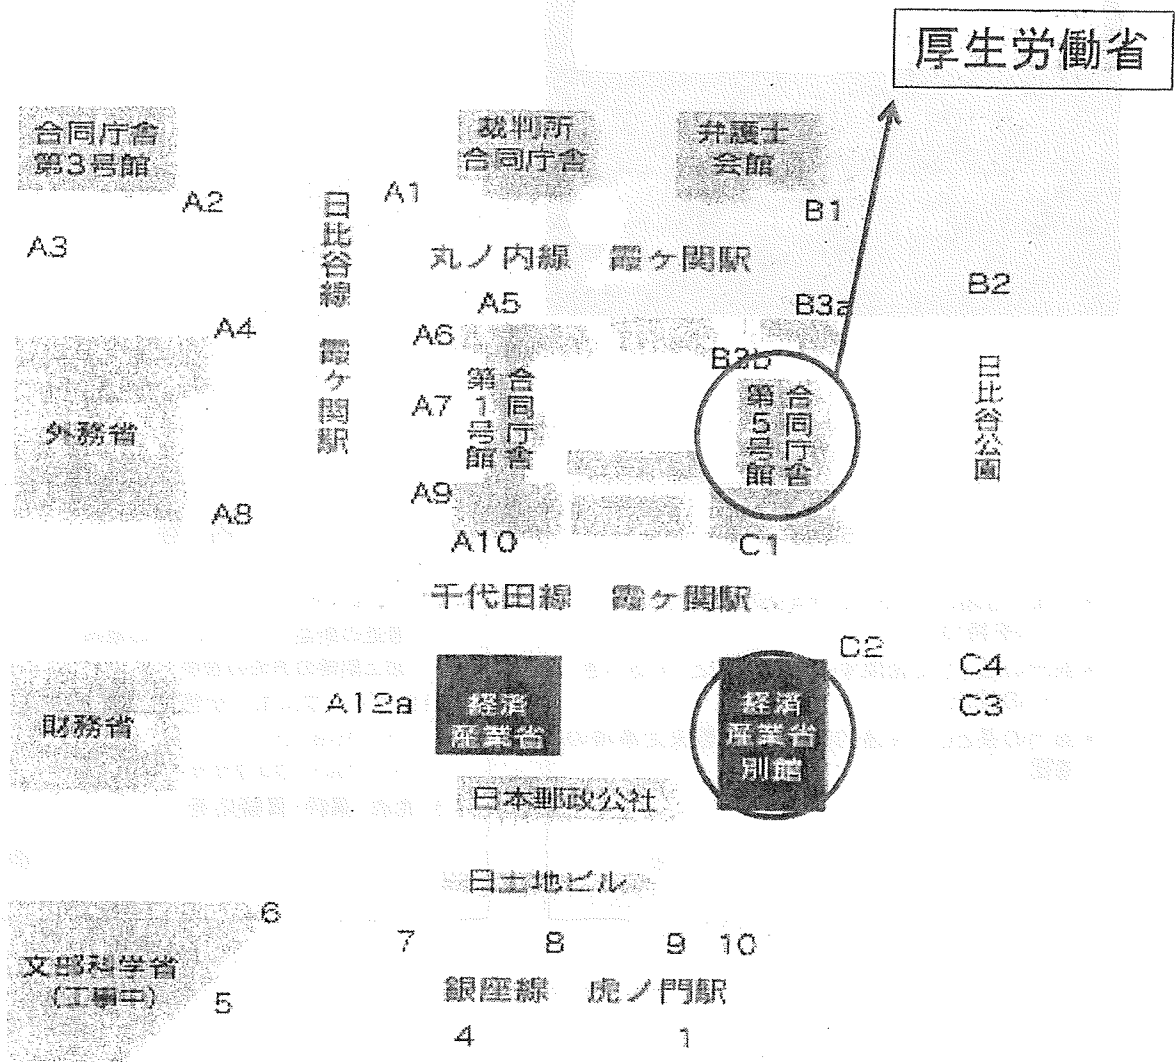 厚生労働省
合同庁舎
第3号館
裁判所
合同庁舎
弁護士
会館
A2
A1
B1
A3
日比谷線 霞ヶ関駅
丸ノ内線 霞ヶ関駅
B2
A5
B3a
A4
A6
B3b
合同庁舎
第1号館
合同庁舎
第5号館
日比谷公園
A7
外務省
A9
A8
A10
C1
千代田線 霞ヶ関駅
C2
C4
C3
財務省
A12a
経済
産業省
経済
産業省
別館
日本郵政公社
日土地ビル
6
7
8
9
10
文部科学省
(工事中)
5
銀座線 虎ノ門駅
4
1